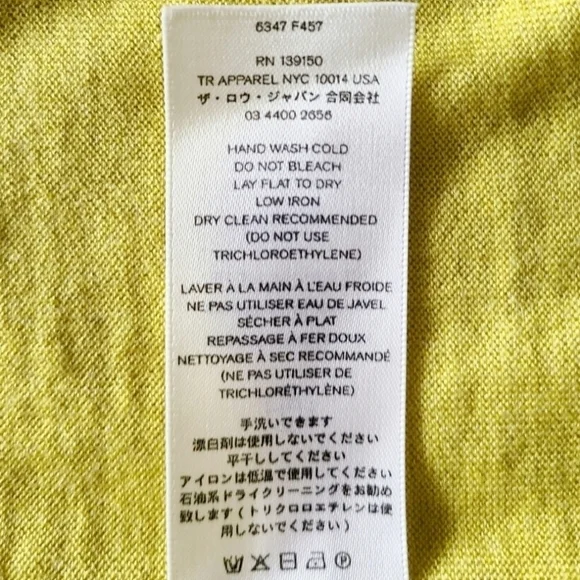 6347 F457
RN 139150
TR APPAREL NYC 10014 USA
ザ・ロウ・ジャパン 合同会社
03 4400 2656
HAND WASH COLD
DO NOT BLEACH
LAY FLAT TO DRY
LOW IRON
DRY CLEAN RECOMMENDED
(DO NOT USE
TRICHLOROETHYLENE)
LAVER À LA MAIN À L'EAU FROIDE
NE PAS UTILISER EAU DE JAVEL
SÉCHER À PLAT
REPASSAGE À FER DOUX
NETTOYAGE À SEC RECOMMANDÉ
(NE PAS UTILISER DE
TRICHLORÉTHYLÈNE)
手洗いできます
漂白剤は使用しないでください
平干ししてください
アイロンは低温で使用してください
石油系ドライクリーニングをお勧め
致します(トリクロロエチレンは使
用しないでください)